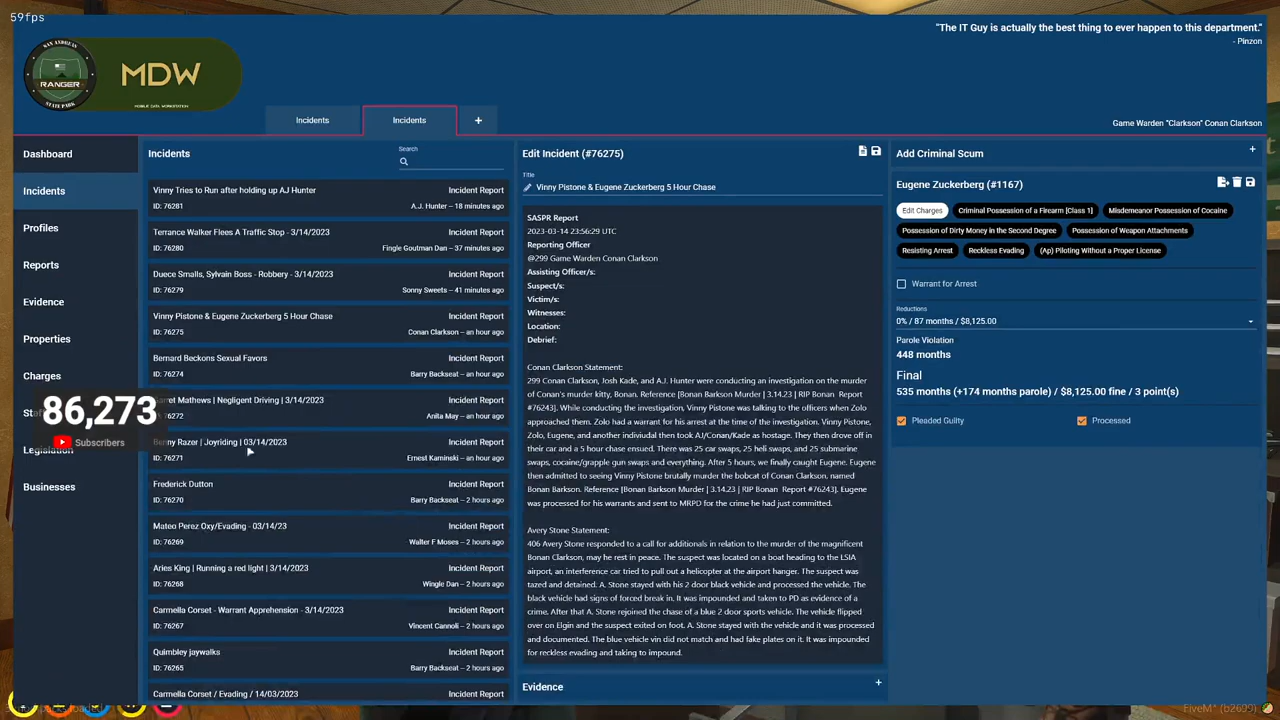 59fps
"The IT Guy is actually the best thing to ever happen to this department."
- Pinzon
SAN ANDREAS
RANGER
STATE PARK
MDW
MOBILE DATA WORKSTATION
Incidents
Incidents
+
Game Warden "Clarkson" Conan Clarkson
Dashboard
Incidents
Profiles
Reports
Evidence
Properties
Charges
86,273
Subscribers
Businesses
Incidents
Search
Vinny Tries to Run after holding up AJ Hunter Incident Report
ID: 76281 A.J. Hunter – 18 minutes ago
Terrance Walker Flees A Traffic Stop - 3/14/2023 Incident Report
ID: 76280 Fingle Goutman Dan – 37 minutes ago
Duece Smalls, Sylvain Boss - Robbery - 3/14/2023 Incident Report
ID: 76279 Sonny Sweets – 41 minutes ago
Vinny Pistone & Eugene Zuckerberg 5 Hour Chase Incident Report
ID: 76275 Conan Clarkson – an hour ago
Bernard Beckons Sexual Favors Incident Report
ID: 76274 Barry Backseat – an hour ago
Mathews | Negligent Driving | 3/14/2023 Incident Report
76272 Anita May – an hour ago
Benny Razer | Joyriding | 03/14/2023 Incident Report
ID: 76271 Ernest Kaminski – an hour ago
Frederick Dutton Incident Report
ID: 76270 Barry Backseat – 2 hours ago
Mateo Perez Oxy/Evading - 03/14/23 Incident Report
ID: 76269 Walter F Moses – 2 hours ago
Aries King | Running a red light | 3/14/2023 Incident Report
ID: 76268 Wingle Dan – 2 hours ago
Carmella Corset - Warrant Apprehension - 3/14/2023 Incident Report
ID: 76267 Vincent Cannoli – 2 hours ago
Quimbley jaywalks Incident Report
ID: 76265 Barry Backseat – 2 hours ago
Carmella Corset / Evading / 14/03/2023 Incident Report
Edit Incident (#76275)
Title
Vinny Pistone & Eugene Zuckerberg 5 Hour Chase
SASPR Report
2023-03-14 23:56:29 UTC
Reporting Officer
@299 Game Warden Conan Clarkson
Assisting Officer/s:
Suspect/s:
Victim/s:
Witnesses:
Location:
Debrief:
Conan Clarkson Statement:
299 Conan Clarkson, Josh Kade, and A.J. Hunter were conducting an investigation on the murder
of Conan's murder kitty, Bonan. Reference [Bonan Barkson Murder | 3.14.23 | RIP Bonan Report
#76243]. While conducting the investigation, Vinny Pistone was talking to the officers when Zolo
approached them. Zolo had a warrant for his arrest at the time of the investigation. Vinny Pistone,
Zolo, Eugene, and another indiviudal then took AJ/Conan/Kade as hostage. They then drove off in
their car and a 5 hour chase ensued. There was 25 car swaps, 25 heli swaps, and 25 submarine
swaps, cocaine/grapple gun swaps and everything. After 5 hours, we finally caught Eugene. Eugene
then admitted to seeing Vinny Pistone brutally murder the bobcat of Conan Clarkson, named
Bonan Barkson. Reference [Bonan Barkson Murder | 3.14.23 | RIP Bonan Report #76243]. Eugene
was processed for his warrants and sent to MRPD for the crime he had just committed.
Avery Stone Statement:
406 Avery Stone responded to a call for additionals in relation to the murder of the magnificent
Bonan Clarkson, may he rest in peace. The suspect was located on a boat heading to the LSIA
airport, an interference car tried to pull out a helicopter at the airport hanger. The suspect was
tazed and detained. A. Stone stayed with his 2 door black vehicle and processed the vehicle. The
black vehicle had signs of forced break in. It was impounded and taken to PD as evidence of a
crime. After that A. Stone rejoined the chase of a blue 2 door sports vehicle. The vehicle flipped
over on Elgin and the suspect exited on foot. A. Stone stayed with the vehicle and it was processed
and documented. The blue vehicle vin did not match and had fake plates on it. It was impounded
for reckless evading and taking to impound.
Evidence +
Add Criminal Scum +
Eugene Zuckerberg (#1167)
Edit Charges Criminal Possession of a Firearm [Class 1] Misdemeanor Possession of Cocaine
Possession of Dirty Money in the Second Degree Possession of Weapon Attachments
Resisting Arrest Reckless Evading (Ap) Piloting Without a Proper License
Warrant for Arrest
Reductions
0% / 87 months / $8,125.00
Parole Violation
448 months
Final
535 months (+174 months parole) / $8,125.00 fine / 3 point(s)
Pleaded Guilty Processed
FiveM® (b2699)